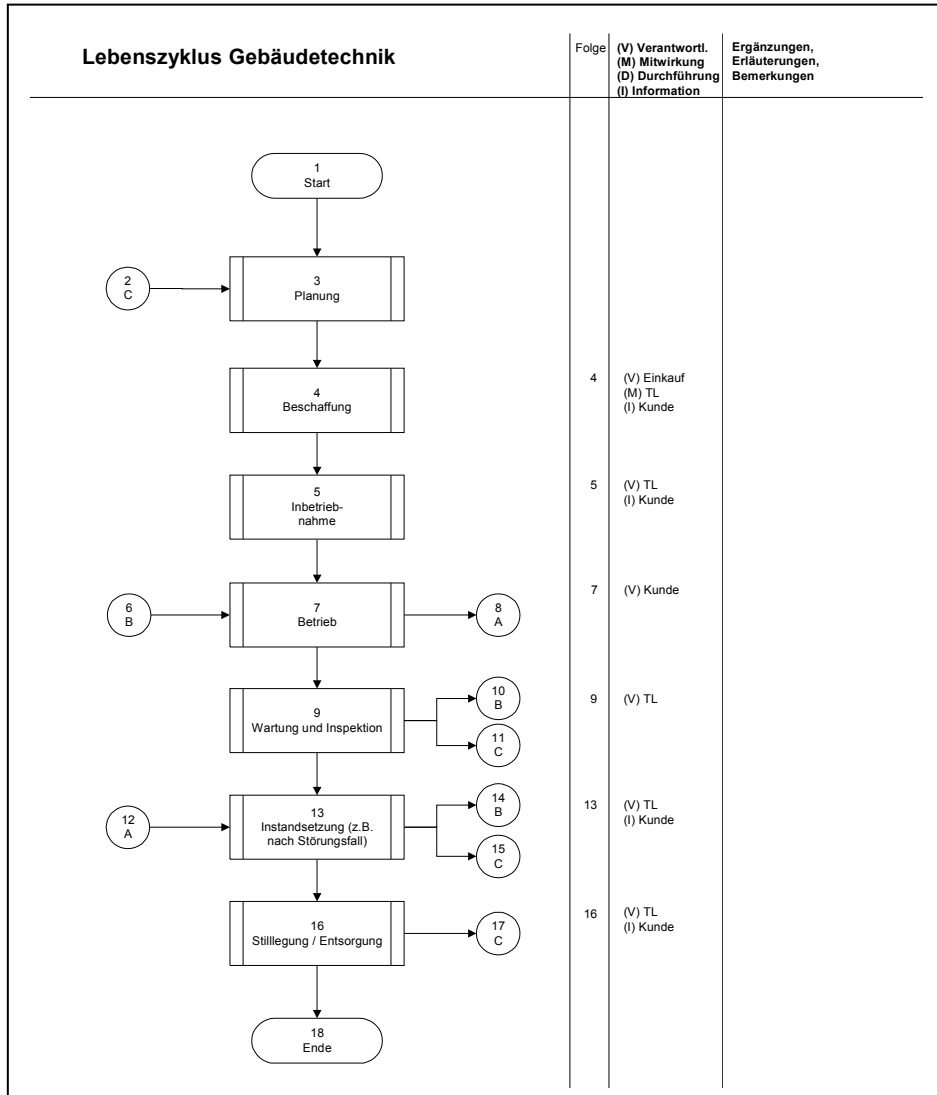 Lebenszyklus Gebäudetechnik
Folge
(V) Verantwortl.
(M) Mitwirkung
(D) Durchführung
(I) Information
Ergänzungen,
Erläuterungen,
Bemerkungen
1
Start
2
C
3
Planung
4
Beschaffung
4
(V) Einkauf
(M) TL
(I) Kunde
5
Inbetrieb-
nahme
5
(V) TL
(I) Kunde
6
B
7
Betrieb
8
A
7
(V) Kunde
9
Wartung und Inspektion
10
B
11
C
9
(V) TL
12
A
13
Instandsetzung (z.B.
nach Störungsfall)
14
B
15
C
13
(V) TL
(I) Kunde
16
Stilllegung / Entsorgung
17
C
16
(V) TL
(I) Kunde
18
Ende